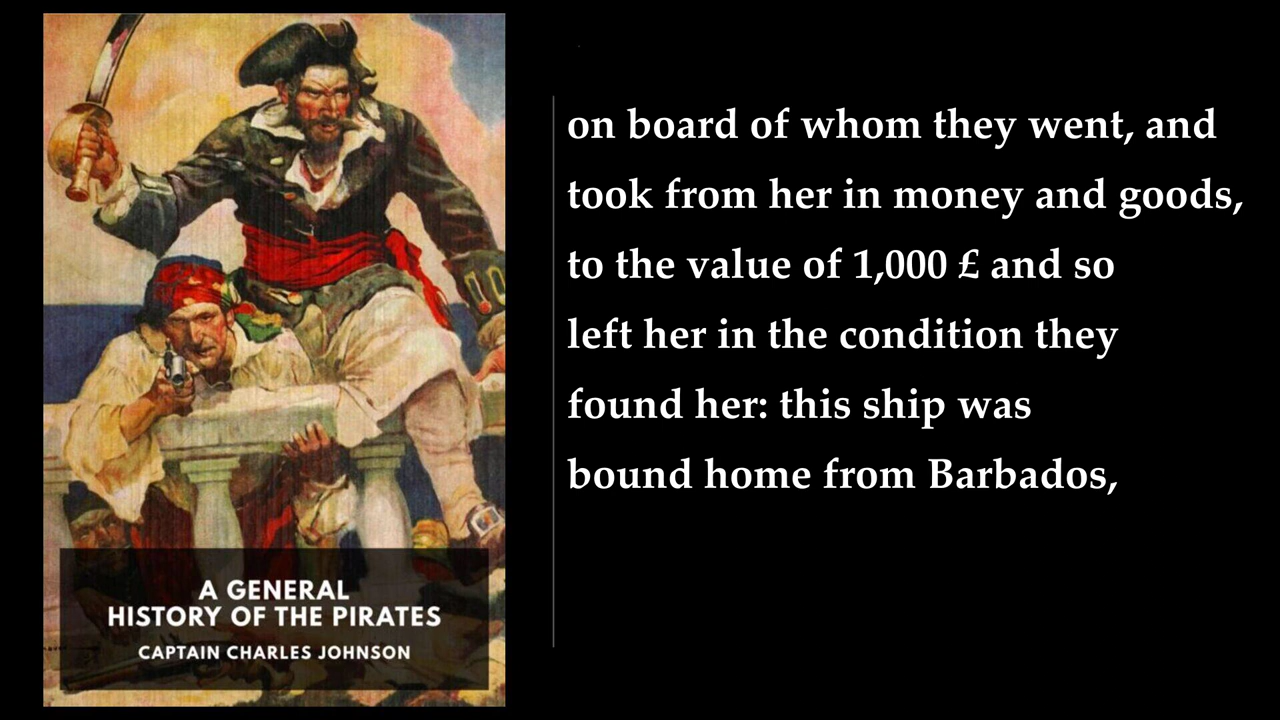 on board of whom they went, and
took from her in money and goods,
to the value of 1,000 £ and so
left her in the condition they
found her: this ship was
bound home from Barbados,
A GENERAL
HISTORY OF THE PIRATES
CAPTAIN CHARLES JOHNSON